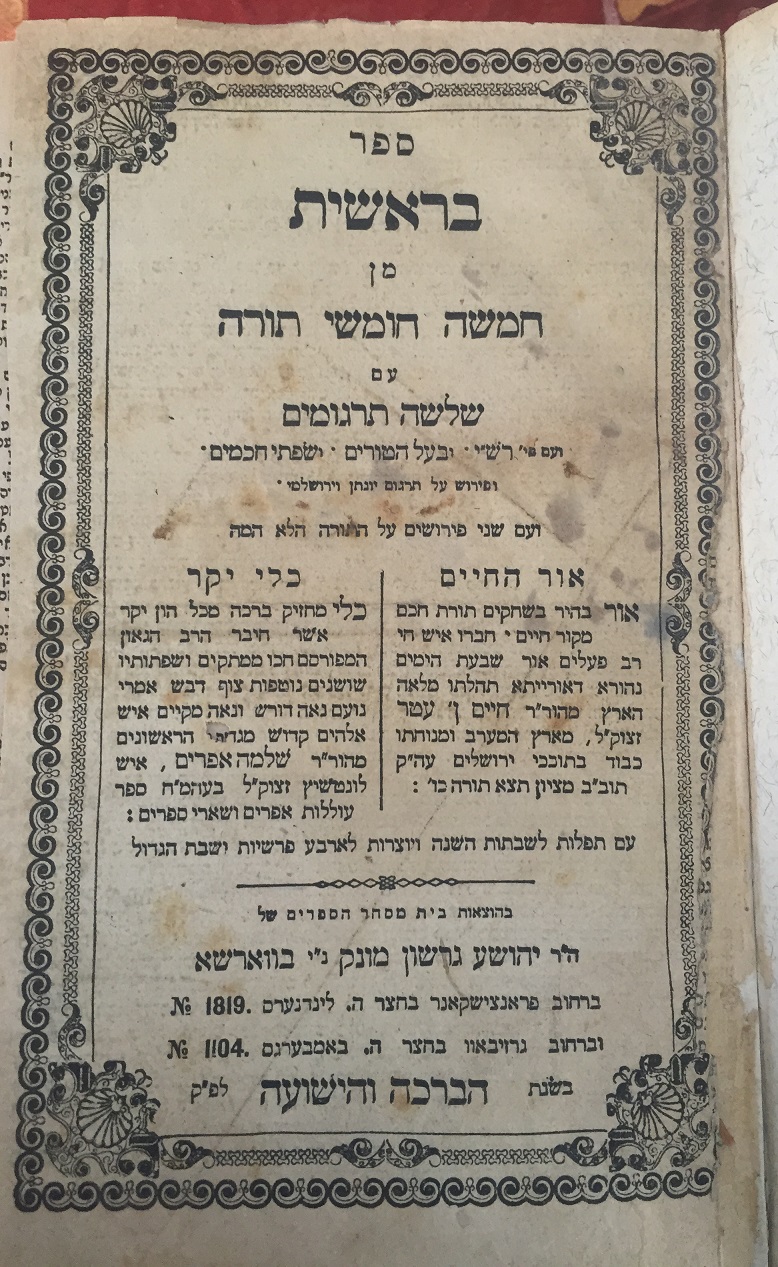 ספר
בראשית
מן
חמשה חומשי תורה
עם
שלשה תרגומים
ועם פי׳ רש״י · ובעל הטורים · ושפתי חכמים ·
ופירוש על תרגום יונתן וירושלמי ·
ועם שני פירושים על התורה הלא המה
אור החיים
אור בהיר בשחקים תורת חכם
מקור חיים י חברו איש חי
רב פעלים אור שבעת הימים
נהורא דאורייתא תהלתו מלאה
הארץ מהור״ר חיים ן׳ עטר
זצוק״ל, מארץ המערב ומנוחתו
כבוד בתוככי ירושלים עה״ק
תוב״ב מציון תצא תורה כו׳ :
כלי יקר
כלי מחזיק ברכה מכל הון יקר
אשר חיבר הרב הגאון
המפורסם חכו ממתקים ושפתותיו
שושנים נוטפות צוף דבש אמרי
נועם נאה דורש ונאה מקיים איש
אלהים קדוש הראשונים
מהור״ר שלמה אפרים, איש
לונטשיץ זצוק״ל בעהמ״ח ספר
עוללות אפרים ושארי ספרים :
עם תפלות לשבתות השנה ויוצרות לארבע פרשיות ושבת הגדול
בהוצאות בית מסחר הספרים של
ה״ר יהושע גרשון מונק נ״י בווארשא
ברחוב פראנצישקאנר בחצר ה. לינדנערס № 1819.
וברחוב גרזיבאוו בחצר ה. באמבערגס № 1104.
בשנת הברכה והישועה לפ״ק